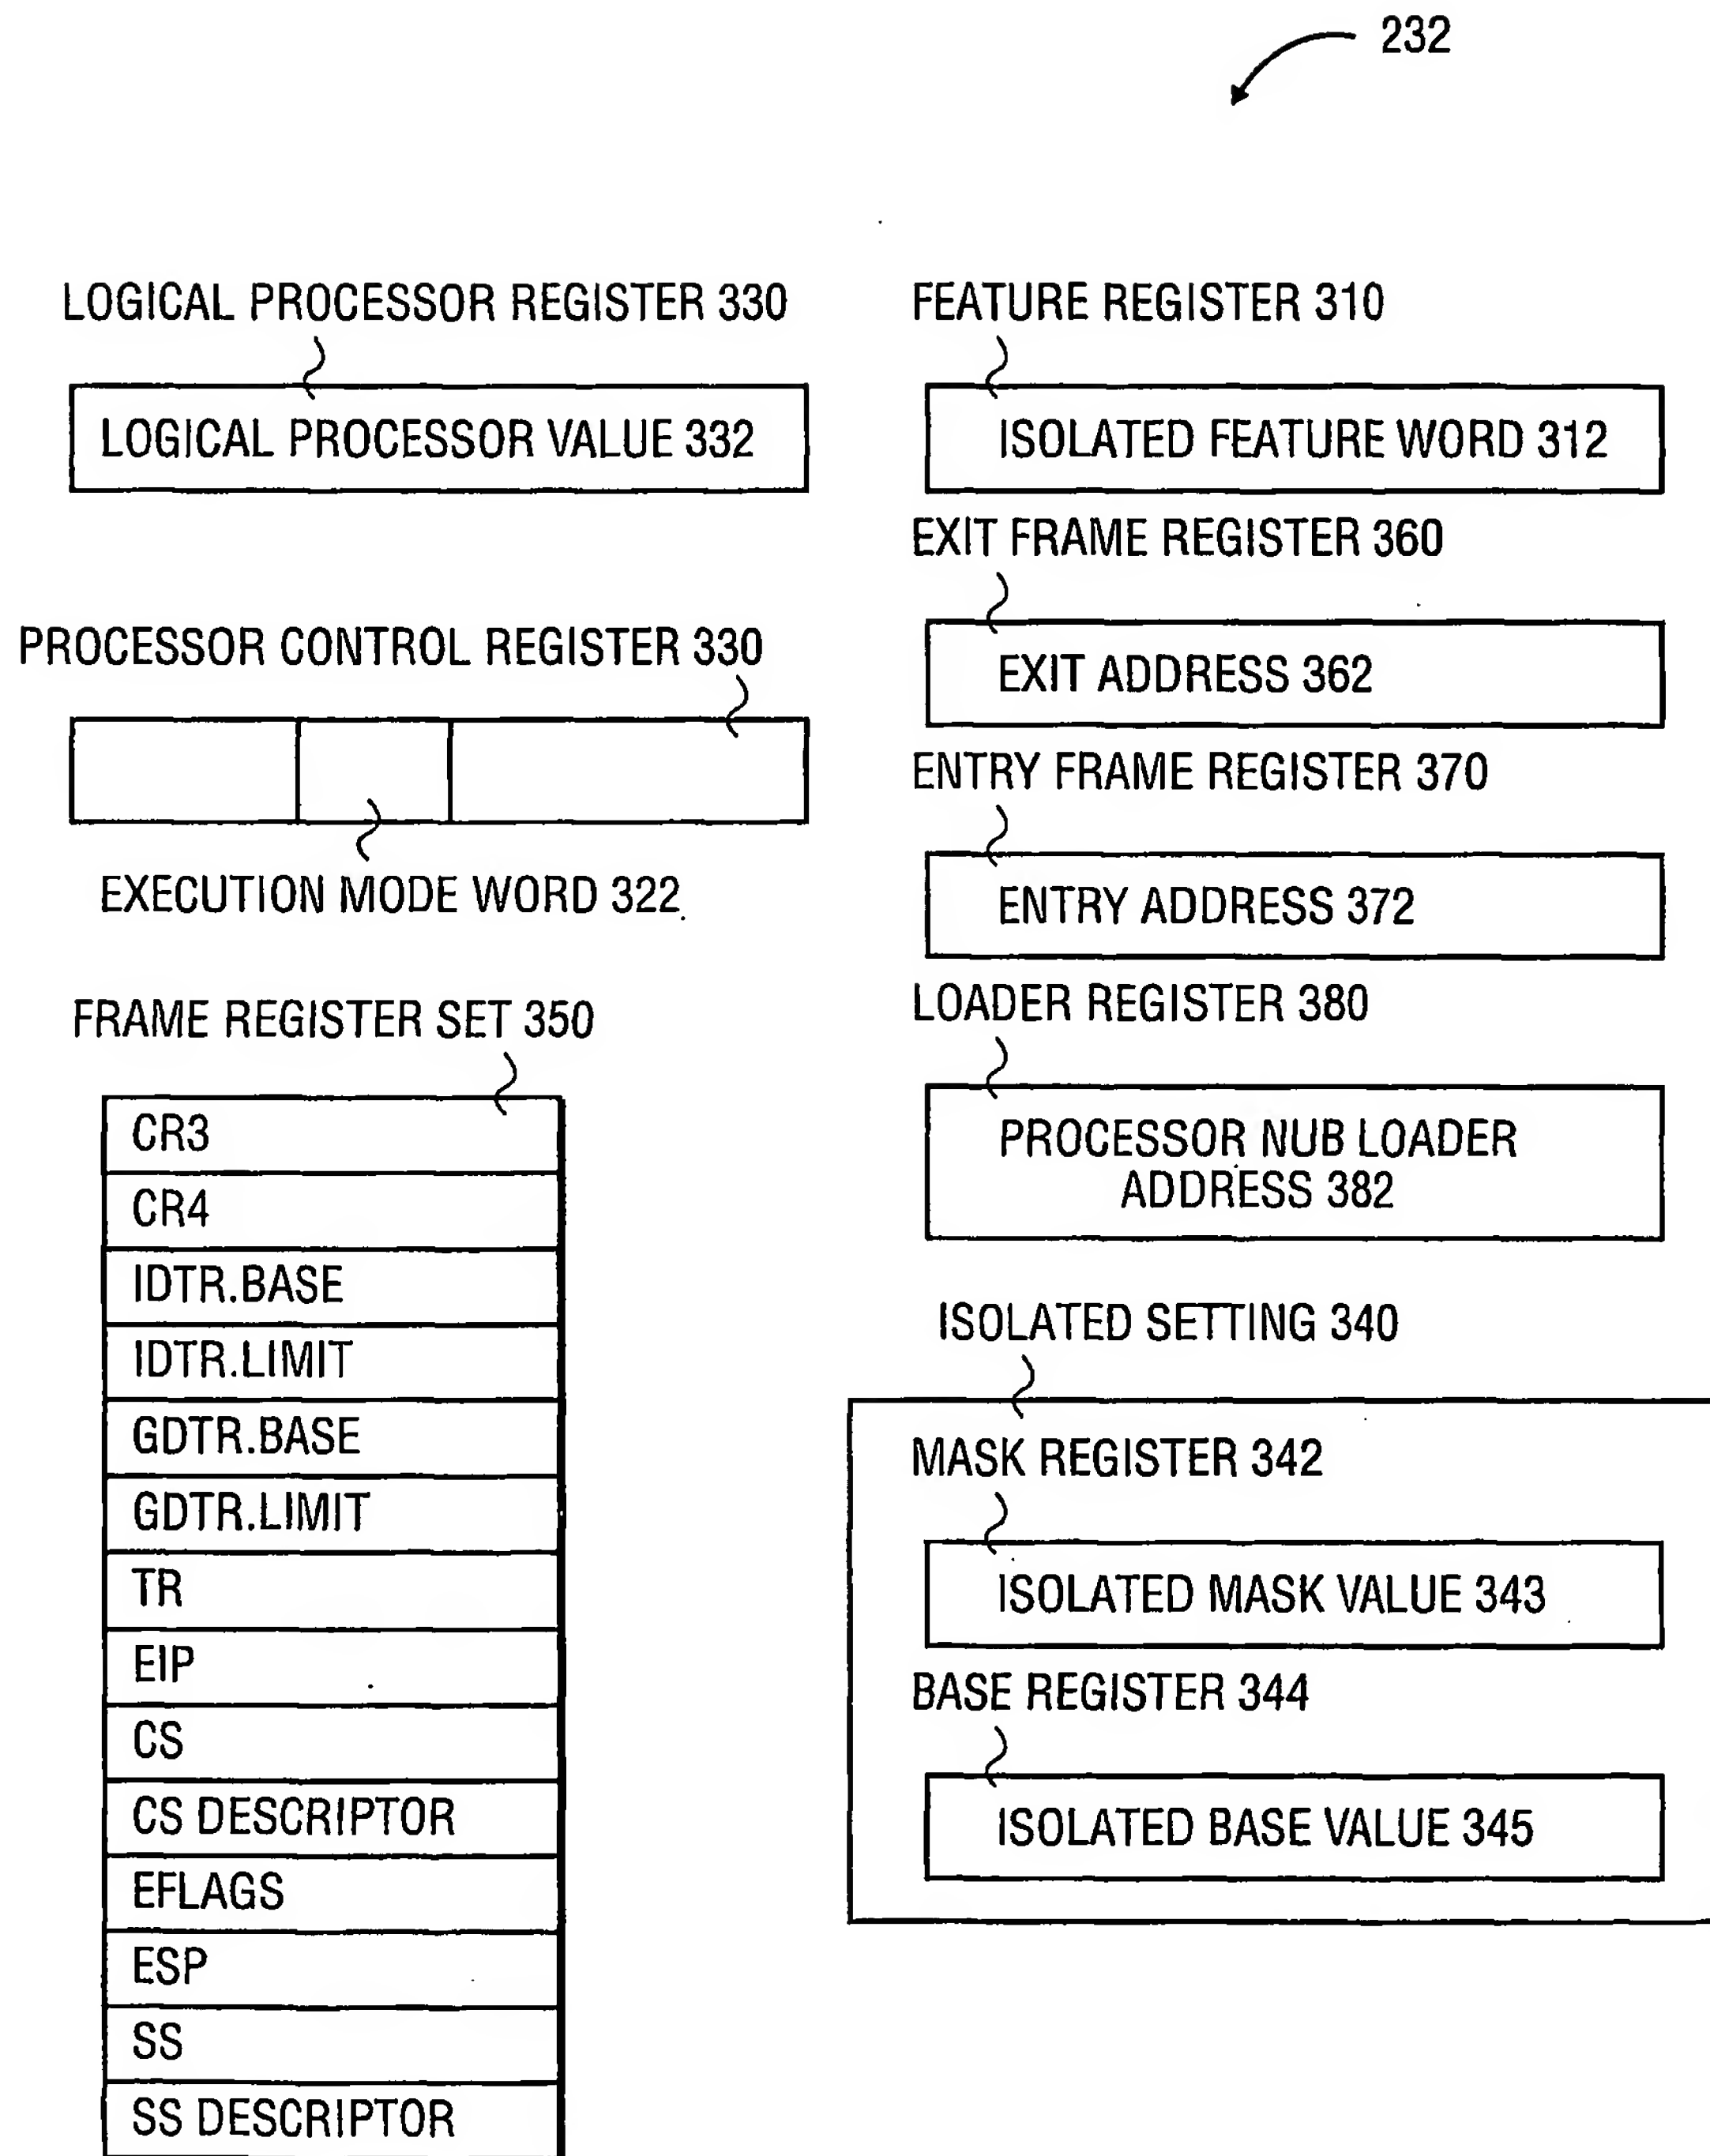 232
LOGICAL PROCESSOR REGISTER 330
LOGICAL PROCESSOR VALUE 332
PROCESSOR CONTROL REGISTER 330
EXECUTION MODE WORD 322
FRAME REGISTER SET 350
CR3
CR4
IDTR.BASE
IDTR.LIMIT
GDTR.BASE
GDTR.LIMIT
TR
EIP
CS
CS DESCRIPTOR
EFLAGS
ESP
SS
SS DESCRIPTOR
FEATURE REGISTER 310
ISOLATED FEATURE WORD 312
EXIT FRAME REGISTER 360
EXIT ADDRESS 362
ENTRY FRAME REGISTER 370
ENTRY ADDRESS 372
LOADER REGISTER 380
PROCESSOR NUB LOADER
ADDRESS 382
ISOLATED SETTING 340
MASK REGISTER 342
ISOLATED MASK VALUE 343
BASE REGISTER 344
ISOLATED BASE VALUE 345